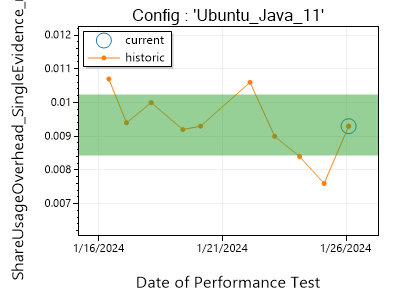 Config : 'Ubuntu_Java_11'
current
historic
0.012
0.011
0.01
0.009
0.008
0.007
1/16/2024
1/21/2024
1/26/2024
Date of Performance Test
ShareUsageOverhead_SingleEvidence_